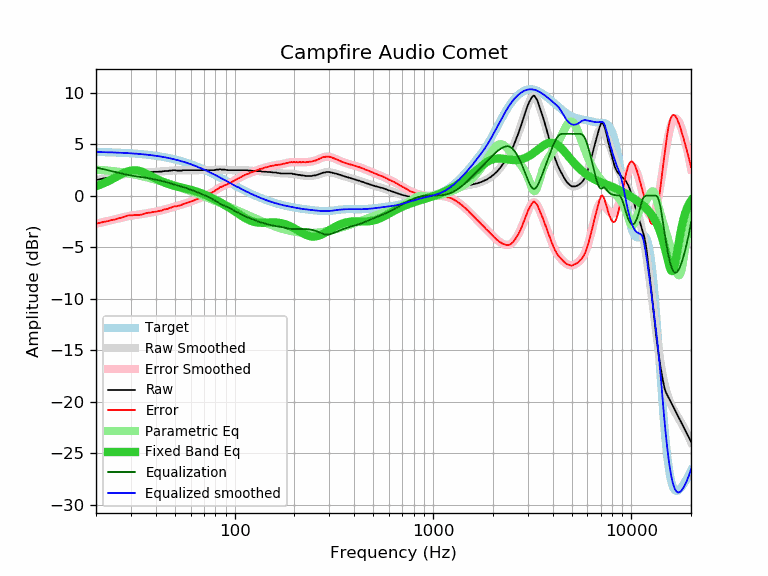 Campfire Audio Comet
10
5
0
−5
−10
−15
−20
−25
−30
Amplitude (dBr)
Target
Raw Smoothed
Error Smoothed
Raw
Error
Parametric Eq
Fixed Band Eq
Equalization
Equalized smoothed
100
1000
10000
Frequency (Hz)